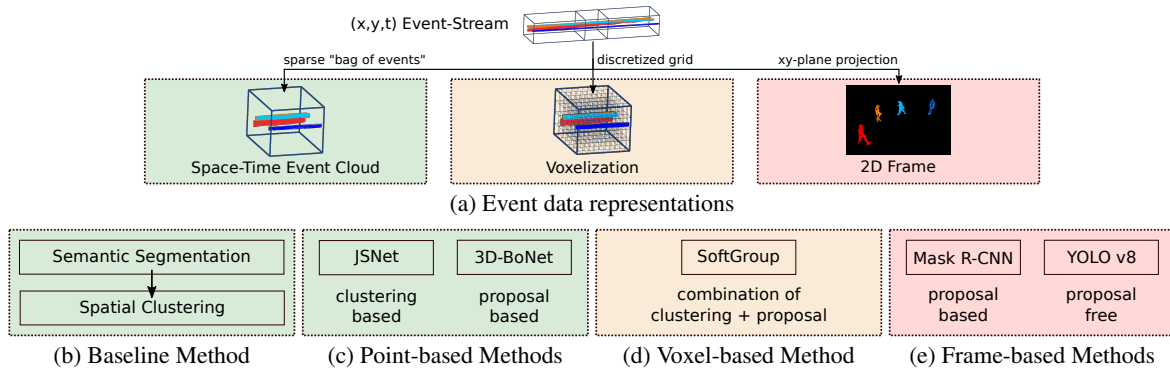 (x,y,t) Event-Stream
sparse "bag of events"
discretized grid
xy-plane projection
Space-Time Event Cloud
Voxelization
2D Frame
(a) Event data representations
Semantic Segmentation
Spatial Clustering
JSNet
3D-BoNet
clustering
based
proposal
based
SoftGroup
combination of
clustering + proposal
Mask R-CNN
YOLO v8
proposal
based
proposal
free
(b) Baseline Method
(c) Point-based Methods
(d) Voxel-based Method
(e) Frame-based Methods